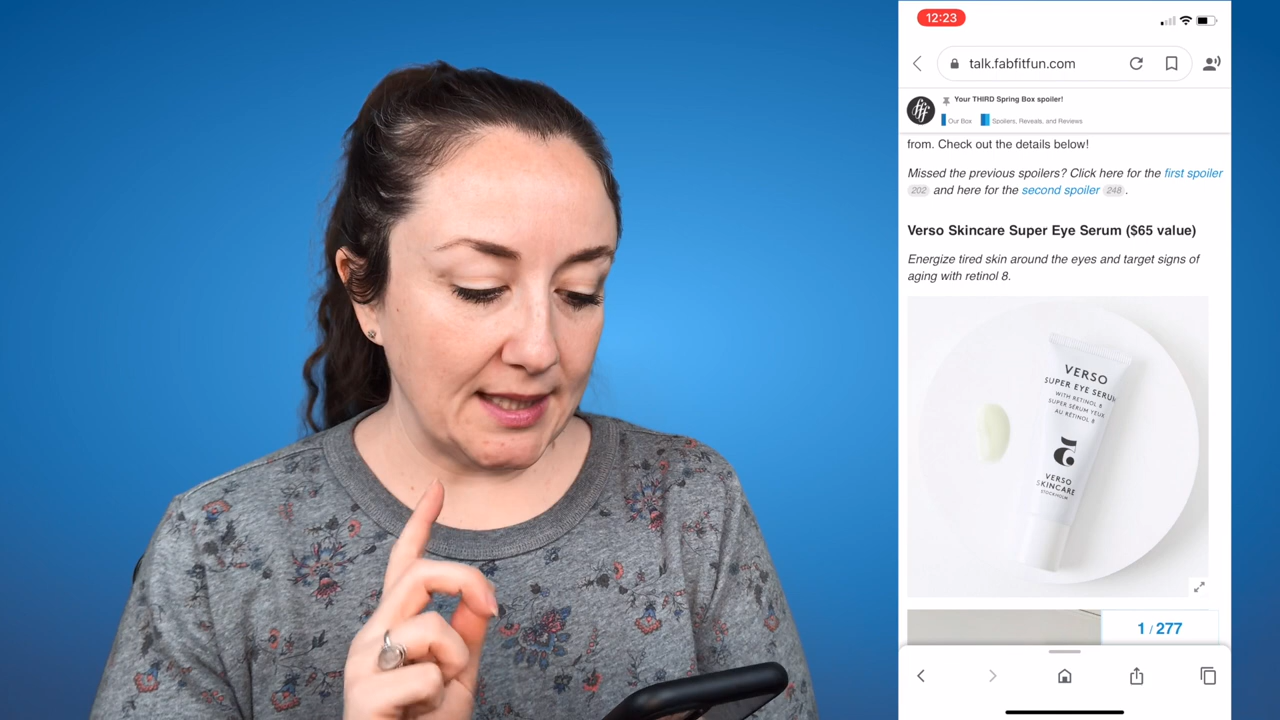 12:23
talk.fabfitfun.com
fff
Your THIRD Spring Box spoiler!
Our Box Spoilers, Reveals, and Reviews
from. Check out the details below!
Missed the previous spoilers? Click here for the first spoiler
202 and here for the second spoiler 248 .
Verso Skincare Super Eye Serum ($65 value)
Energize tired skin around the eyes and target signs of
aging with retinol 8.
VERSO
SUPER EYE SERUM
WITH RETINOL 8
SUPER SÉRUM YEUX
AU RÉTINOL 8
VERSO
SKINCARE
STOCKHOLM
1 / 277